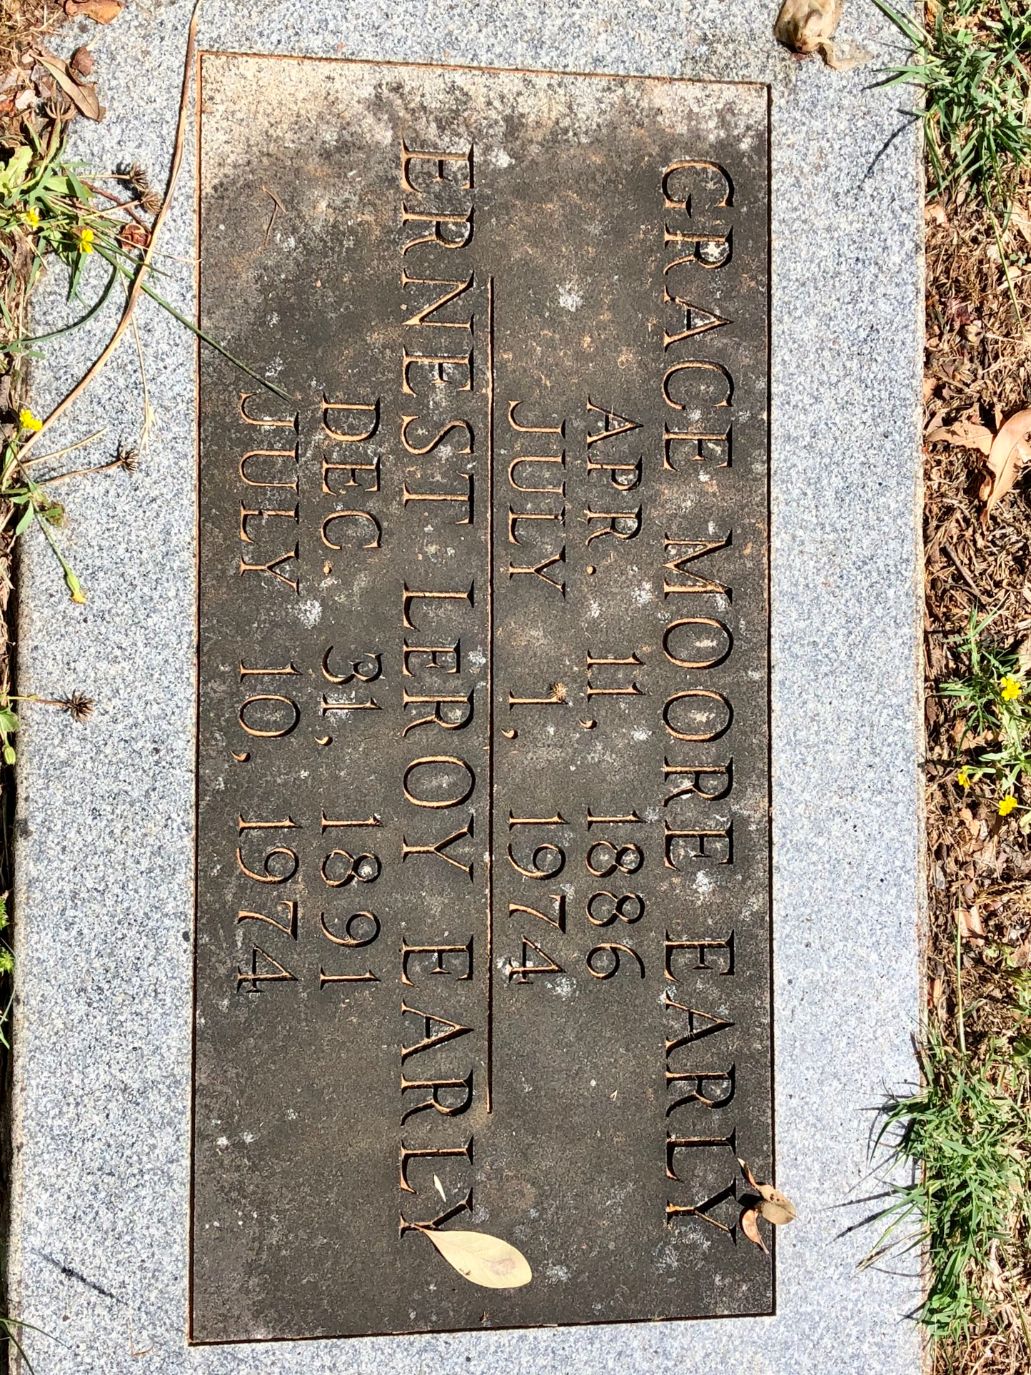 GRACE MOORE EARLY
APR. 11, 1886
JULY 1, 1974
ERNEST LEROY EARLY
DEC. 31, 1891
JULY 10, 1974